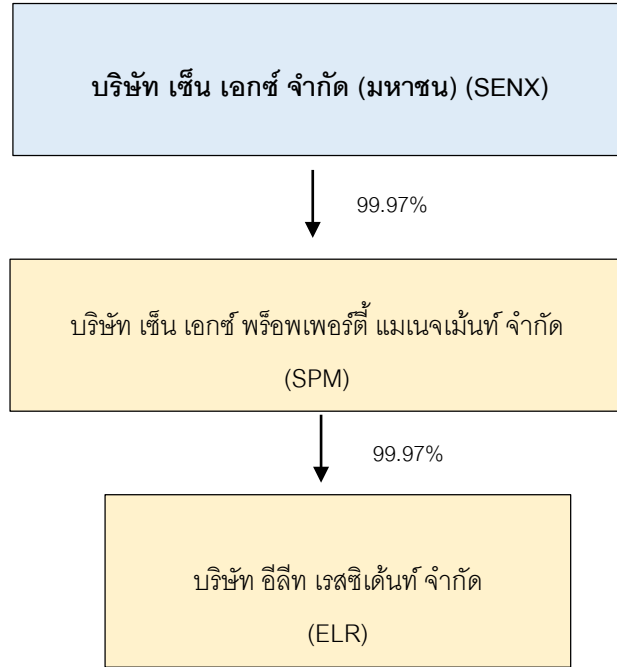 บริษัท เซ็น เอกซ์ จำกัด (มหาชน) (SENX)
99.97%
บริษัท เซ็น เอกซ์ พร็อพเพอร์ตี้ แมเนจเม้นท์ จำกัด
(SPM)
99.97%
บริษัท อีลีท เรสซิเด้นท์ จำกัด
(ELR)